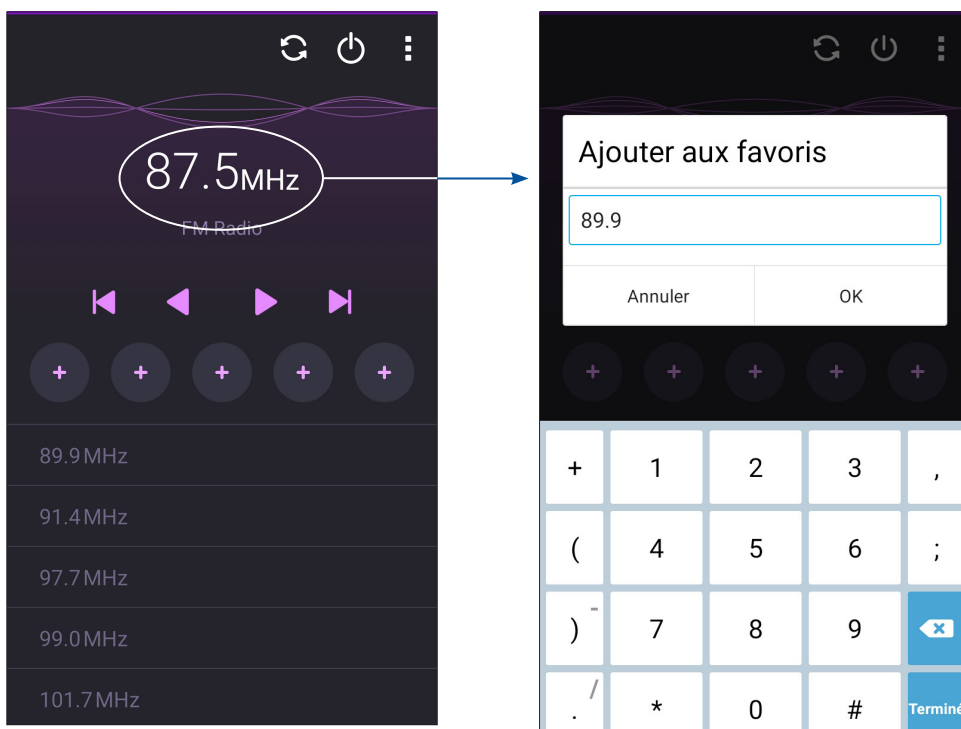 87.5MHz
FM Radio
+ + + + +
89.9MHz
91.4MHz
97.7MHz
99.0MHz
101.7MHz
Ajouter aux favoris
89.9
Annuler OK
+ + + + +
+ 1 2 3 ,
( 4 5 6 ;
) - 7 8 9
. / * 0 # Terminé